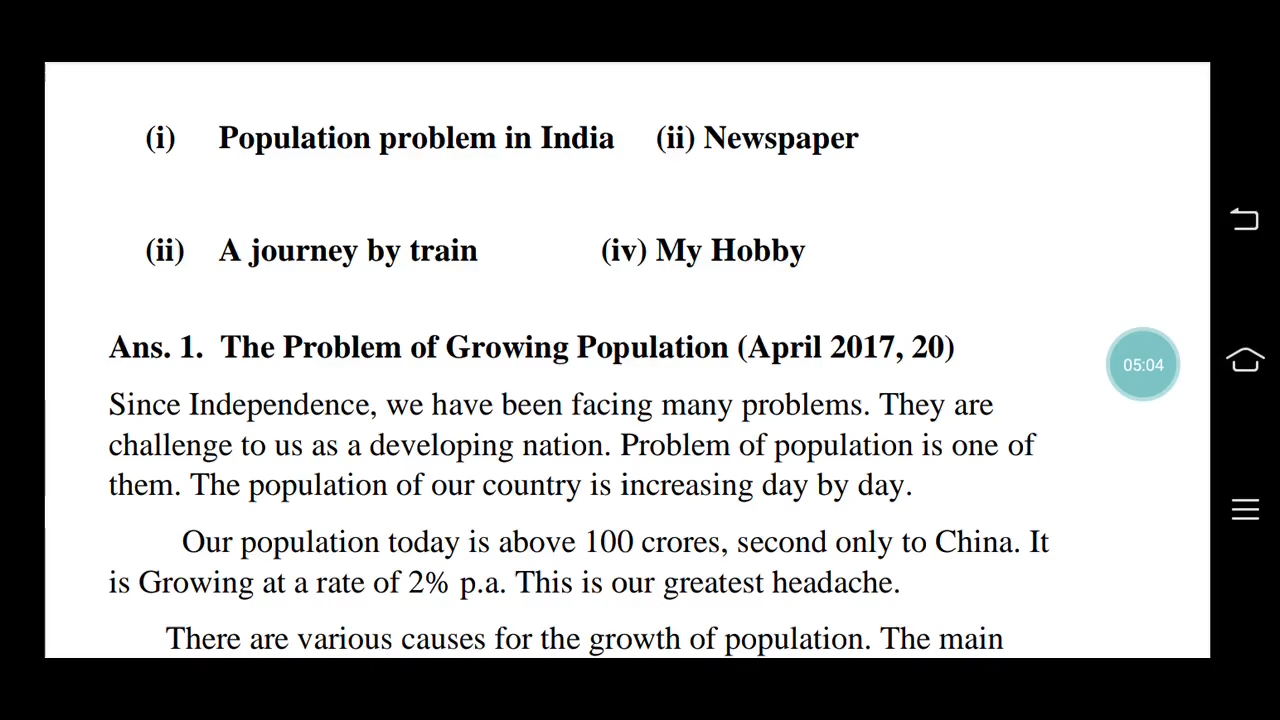 (i) Population problem in India (ii) Newspaper
(ii) A journey by train (iv) My Hobby
Ans. 1. The Problem of Growing Population (April 2017, 20)
Since Independence, we have been facing many problems. They are
challenge to us as a developing nation. Problem of population is one of
them. The population of our country is increasing day by day.
Our population today is above 100 crores, second only to China. It
is Growing at a rate of 2% p.a. This is our greatest headache.
There are various causes for the growth of population. The main
05:04